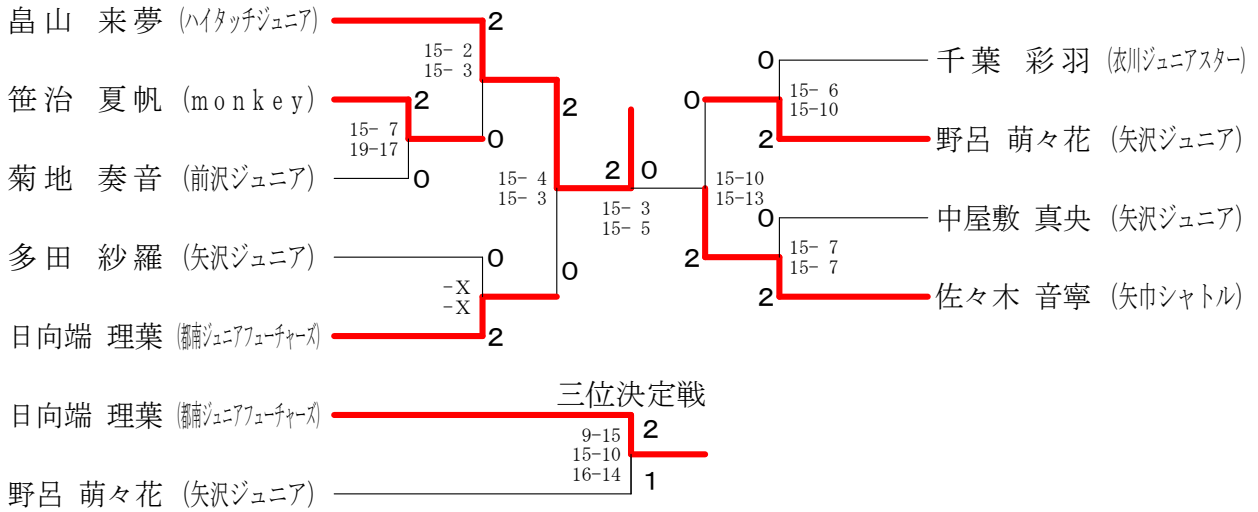 畠山 来夢 (ハイタッチジュニア)
2
15- 2
15- 3
笹治 夏帆 (monkey)
2
15- 7
19-17
0
菊地 奏音 (前沢ジュニア)
0
2
15- 4
15- 3
多田 紗羅 (矢沢ジュニア)
0
-X
-X
0
日向端 理葉 (都南ジュニアフューチャーズ)
2
2 0
15- 3
15- 5
0 千葉 彩羽 (衣川ジュニアスター)
0
15- 6
15-10
2 野呂 萌々花 (矢沢ジュニア)
15-10
15-13
0 中屋敷 真央 (矢沢ジュニア)
2
15- 7
15- 7
2 佐々木 音寧 (矢巾シャトル)
三位決定戦
日向端 理葉 (都南ジュニアフューチャーズ)
2
9-15
15-10
16-14
1
野呂 萌々花 (矢沢ジュニア)